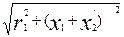 √(r₁² + (x₁ + x₂)²)